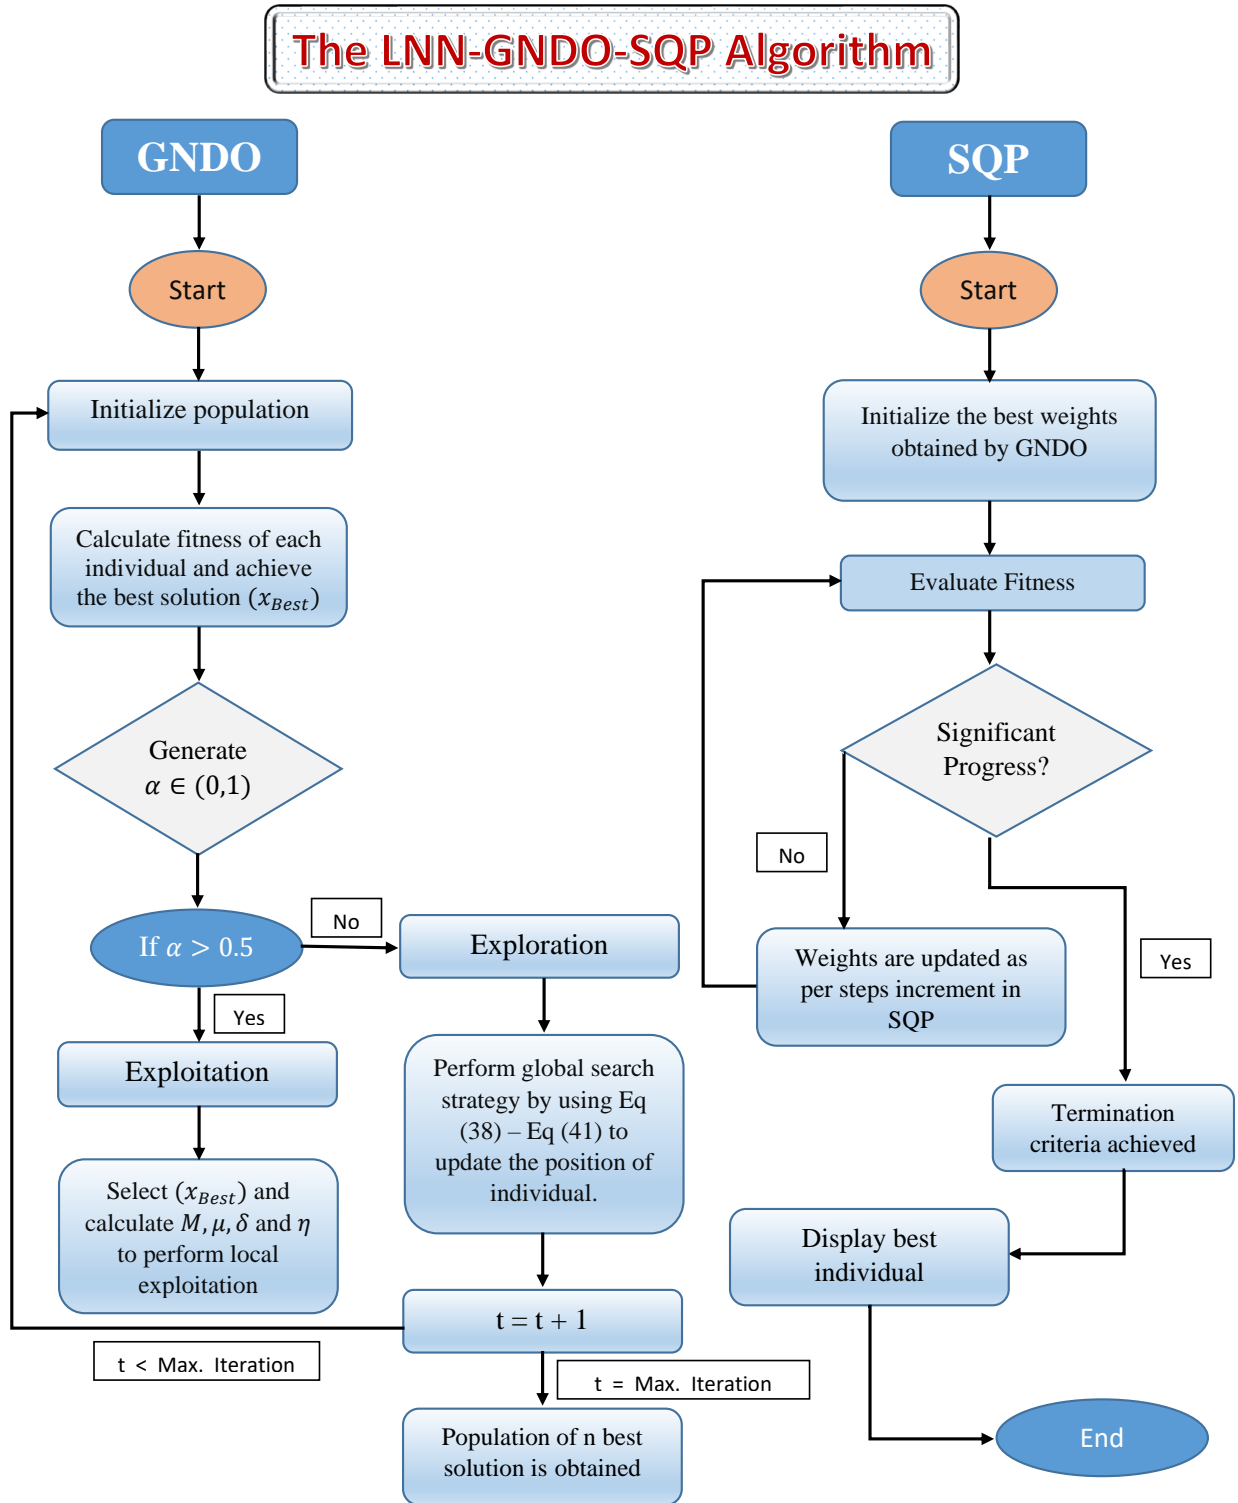 The LNN-GNDO-SQP Algorithm
GNDO
Start
Initialize population
Calculate fitness of each
individual and achieve
the best solution (x_{Best})
Generate
α ∈ (0,1)
If α > 0.5
No
Yes
Exploitation
Select (x_{Best}) and
calculate M, μ, δ and η
to perform local
exploitation
Exploration
Perform global search
strategy by using Eq
(38) – Eq (41) to
update the position of
individual.
t = t + 1
t < Max. Iteration
t = Max. Iteration
Population of n best
solution is obtained
SQP
Start
Initialize the best weights
obtained by GNDO
Evaluate Fitness
Significant
Progress?
No
Weights are updated as
per steps increment in
SQP
Yes
Termination
criteria achieved
Display best
individual
End